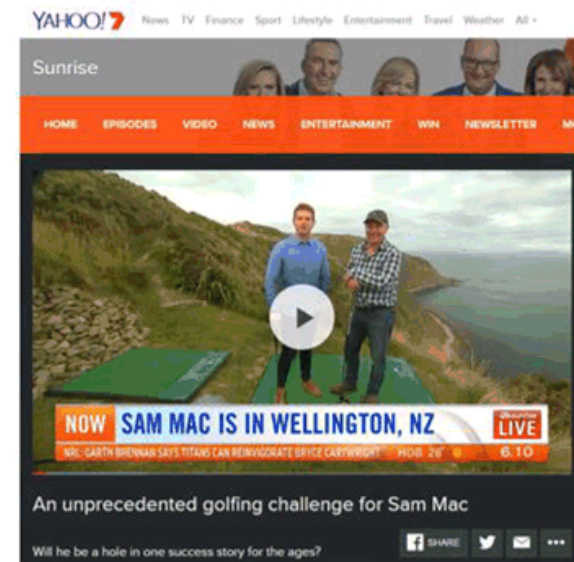 YAHOO! 7 News TV Finance Sport Lifestyle Entertainment Travel Weather All
Sunrise
HOME EPISODES VIDEO NEWS ENTERTAINMENT WIN NEWSLETTER
NOW SAM MAC IS IN WELLINGTON, NZ
Sunrise
LIVE
NRL: GARTH BRENNAN SAYS TITANS CAN REINVIGORATE BRYCE CARTWRIGHT HOB 28° 6.10
An unprecedented golfing challenge for Sam Mac
Will he be a hole in one success story for the ages?
SHARE